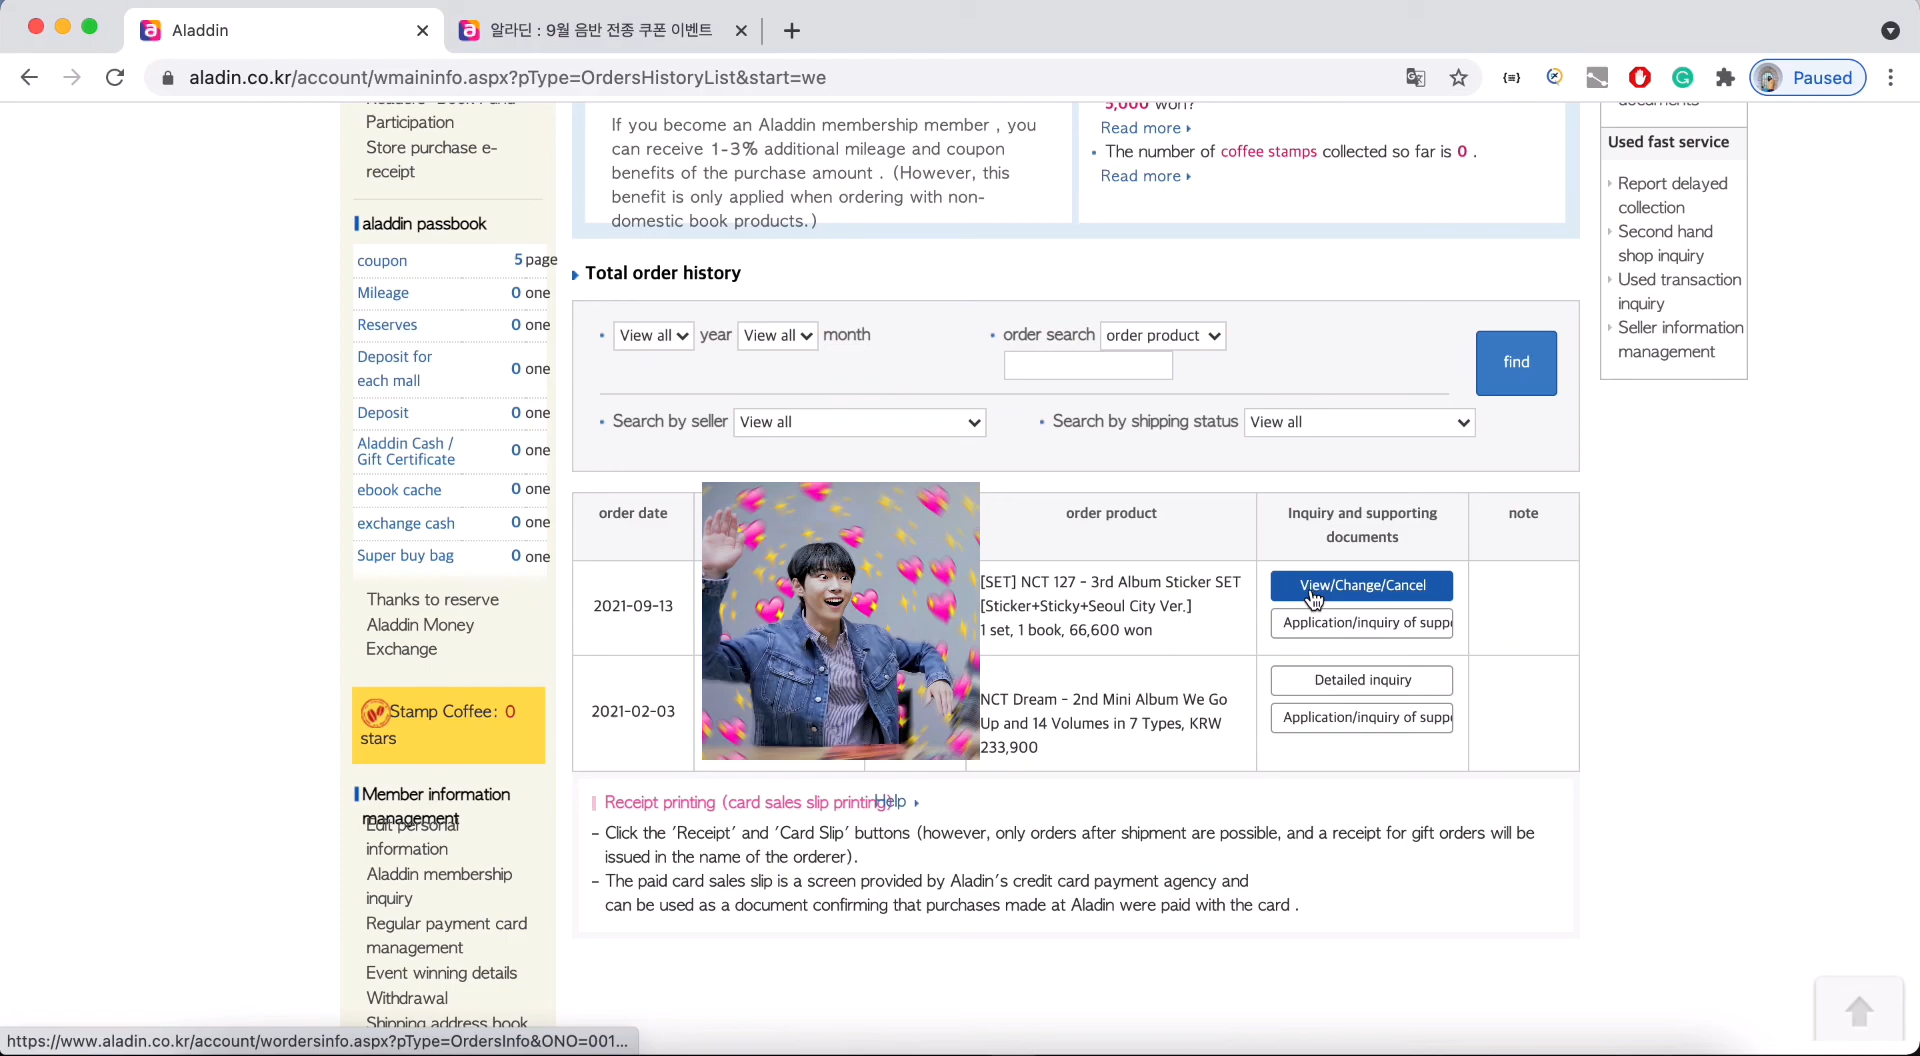 Aladdin
알라딘 : 9월 음반 전종 쿠폰 이벤트
aladin.co.kr/account/wmaininfo.aspx?pType=OrdersHistoryList&start=we
Paused
Participation
Store purchase e-
receipt
aladdin passbook
coupon 5 page
Mileage 0 one
Reserves 0 one
Deposit for
each mall 0 one
Deposit 0 one
Aladdin Cash /
Gift Certificate 0 one
ebook cache 0 one
exchange cash 0 one
Super buy bag 0 one
Thanks to reserve
Aladdin Money
Exchange
Stamp Coffee: 0
stars
Member information
management
Edit personal
information
Aladdin membership
inquiry
Regular payment card
management
Event winning details
Withdrawal
Shipping address book
If you become an Aladdin membership member , you
can receive 1-3% additional mileage and coupon
benefits of the purchase amount . (However, this
benefit is only applied when ordering with non-
domestic book products.)
5,000 won?
Read more
• The number of coffee stamps collected so far is 0 .
Read more
Total order history
• View all year View all month
• order search order product
find
• Search by seller View all
• Search by shipping status View all
order date
order product
Inquiry and supporting
documents
note
2021-09-13
[SET] NCT 127 - 3rd Album Sticker SET
[Sticker+Sticky+Seoul City Ver.]
1 set, 1 book, 66,600 won
View/Change/Cancel
Application/inquiry of supp
2021-02-03
NCT Dream - 2nd Mini Album We Go
Up and 14 Volumes in 7 Types, KRW
233,900
Detailed inquiry
Application/inquiry of supp
Receipt printing (card sales slip printing) Help
- Click the 'Receipt' and 'Card Slip' buttons (however, only orders after shipment are possible, and a receipt for gift orders will be
issued in the name of the orderer).
- The paid card sales slip is a screen provided by Aladin's credit card payment agency and
can be used as a document confirming that purchases made at Aladin were paid with the card .
documents
Used fast service
Report delayed
collection
Second hand
shop inquiry
Used transaction
inquiry
Seller information
management
https://www.aladin.co.kr/account/wordersinfo.aspx?pType=OrdersInfo&ONO=001...